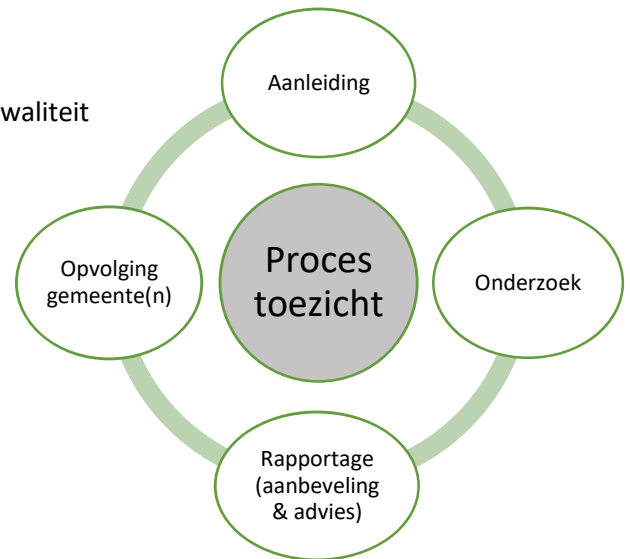 Aanleiding
waliteit
Opvolging
gemeente(n)
Proces
toezicht
Onderzoek
Rapportage
(aanbeveling
& advies)